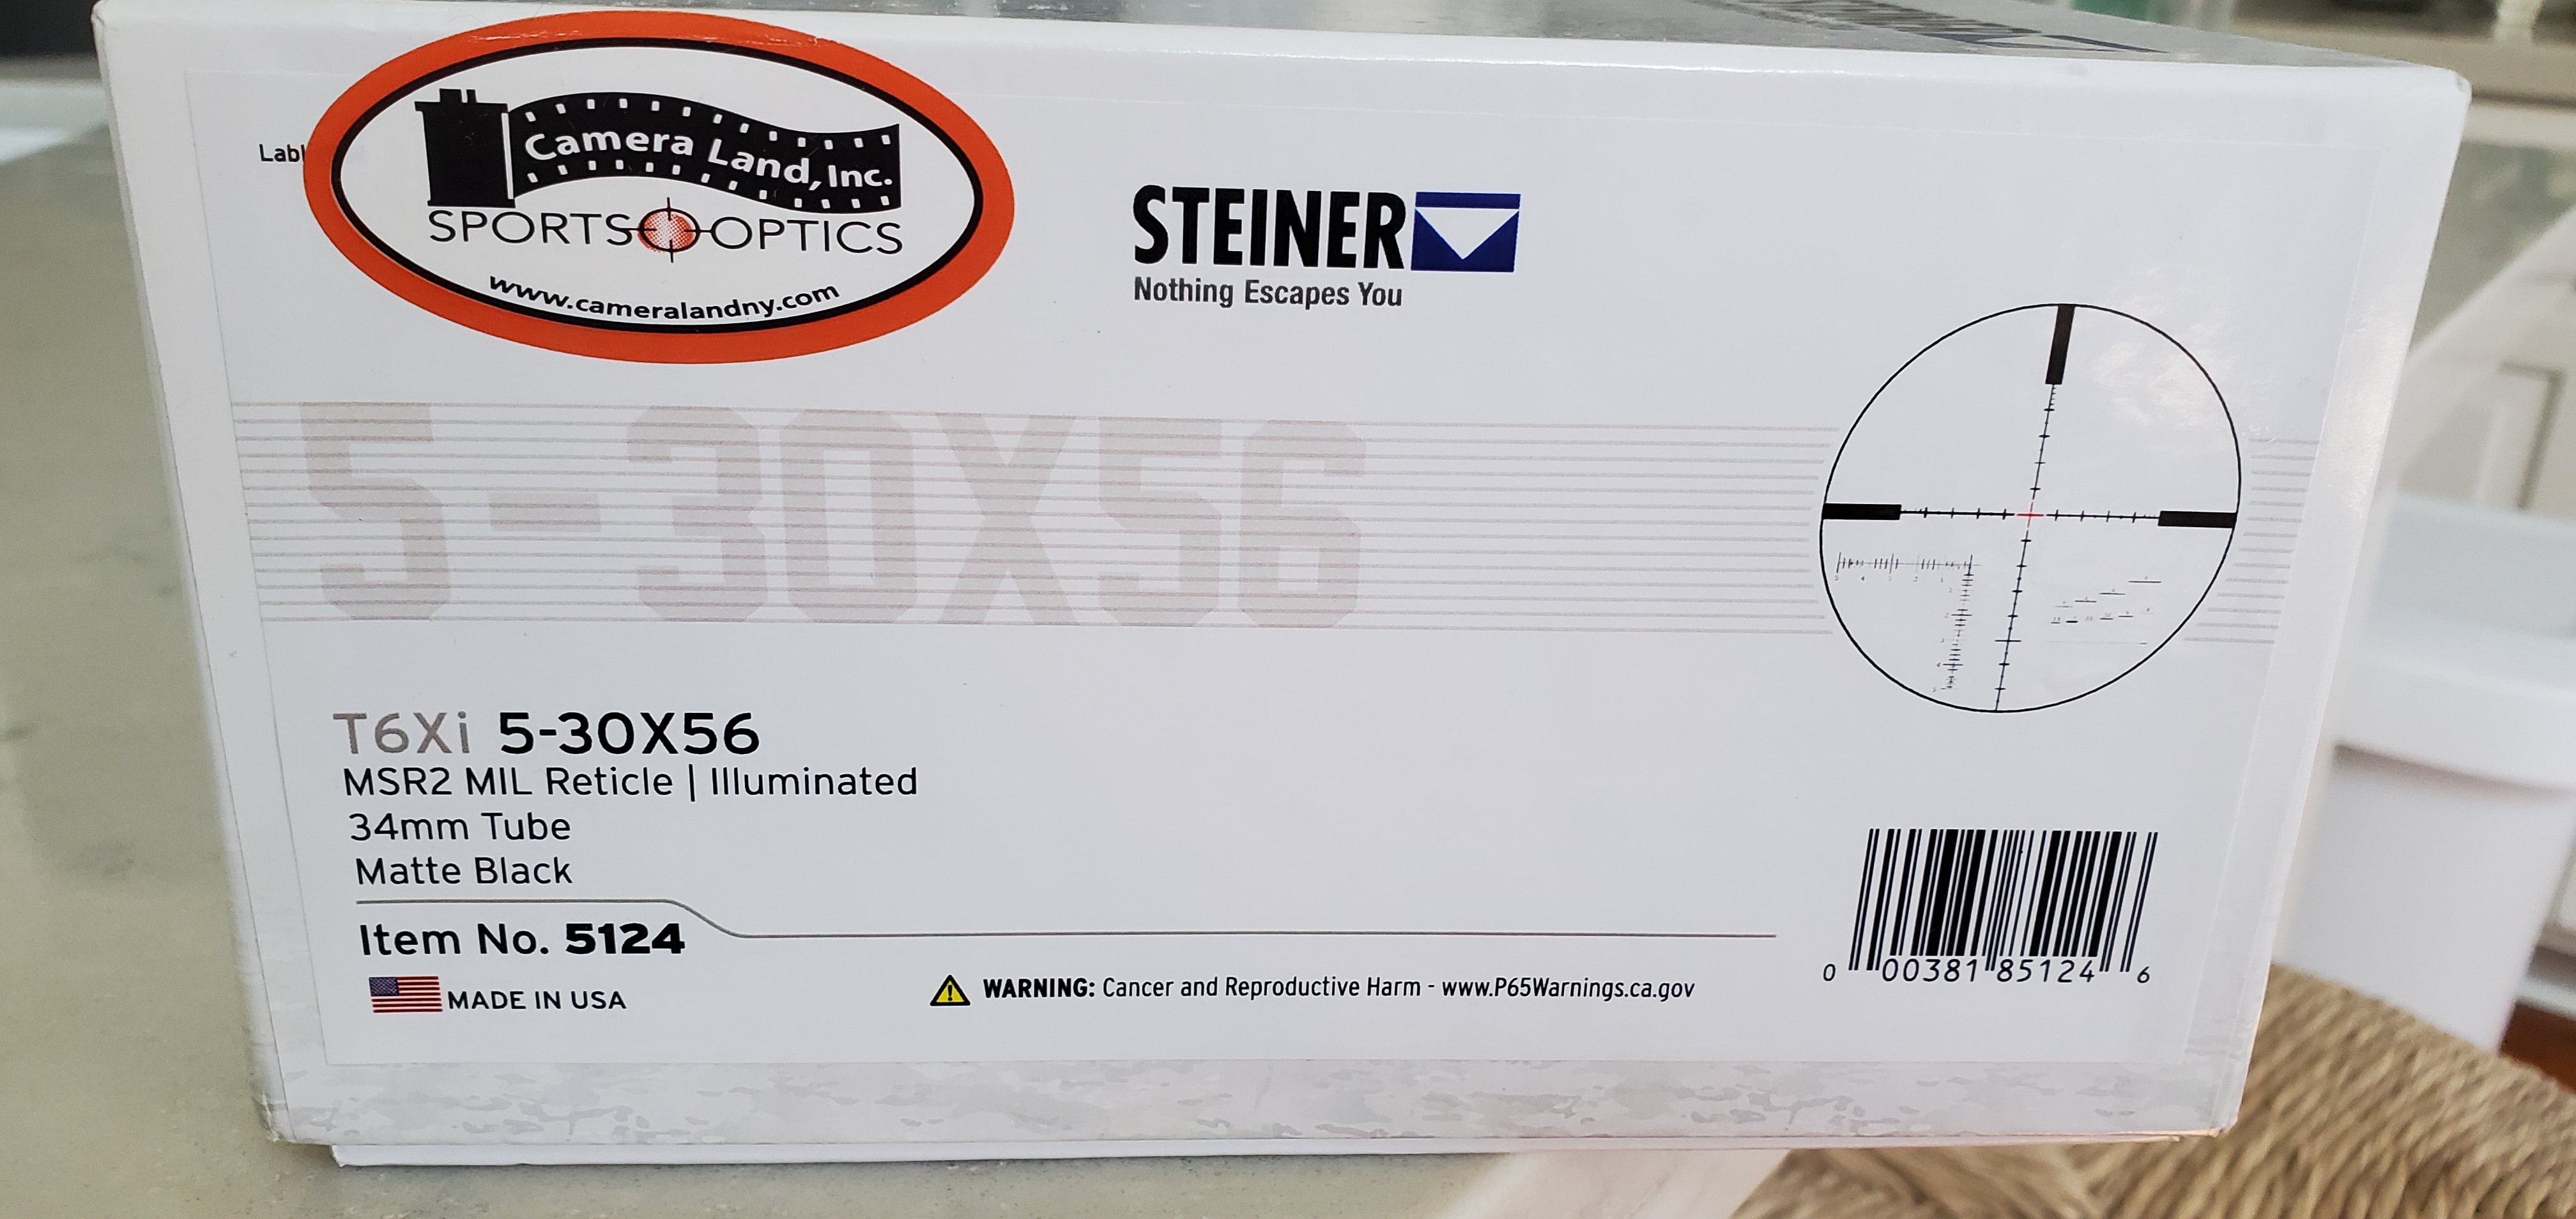 Camera Land, Inc.
SPORTS OPTICS
www.cameralandny.com
STEINER
Nothing Escapes You
5-30X56
T6Xi 5-30X56
MSR2 MIL Reticle | Illuminated
34mm Tube
Matte Black
Item No. 5124
MADE IN USA
WARNING: Cancer and Reproductive Harm - www.P65Warnings.ca.gov
0 00381 85124 6